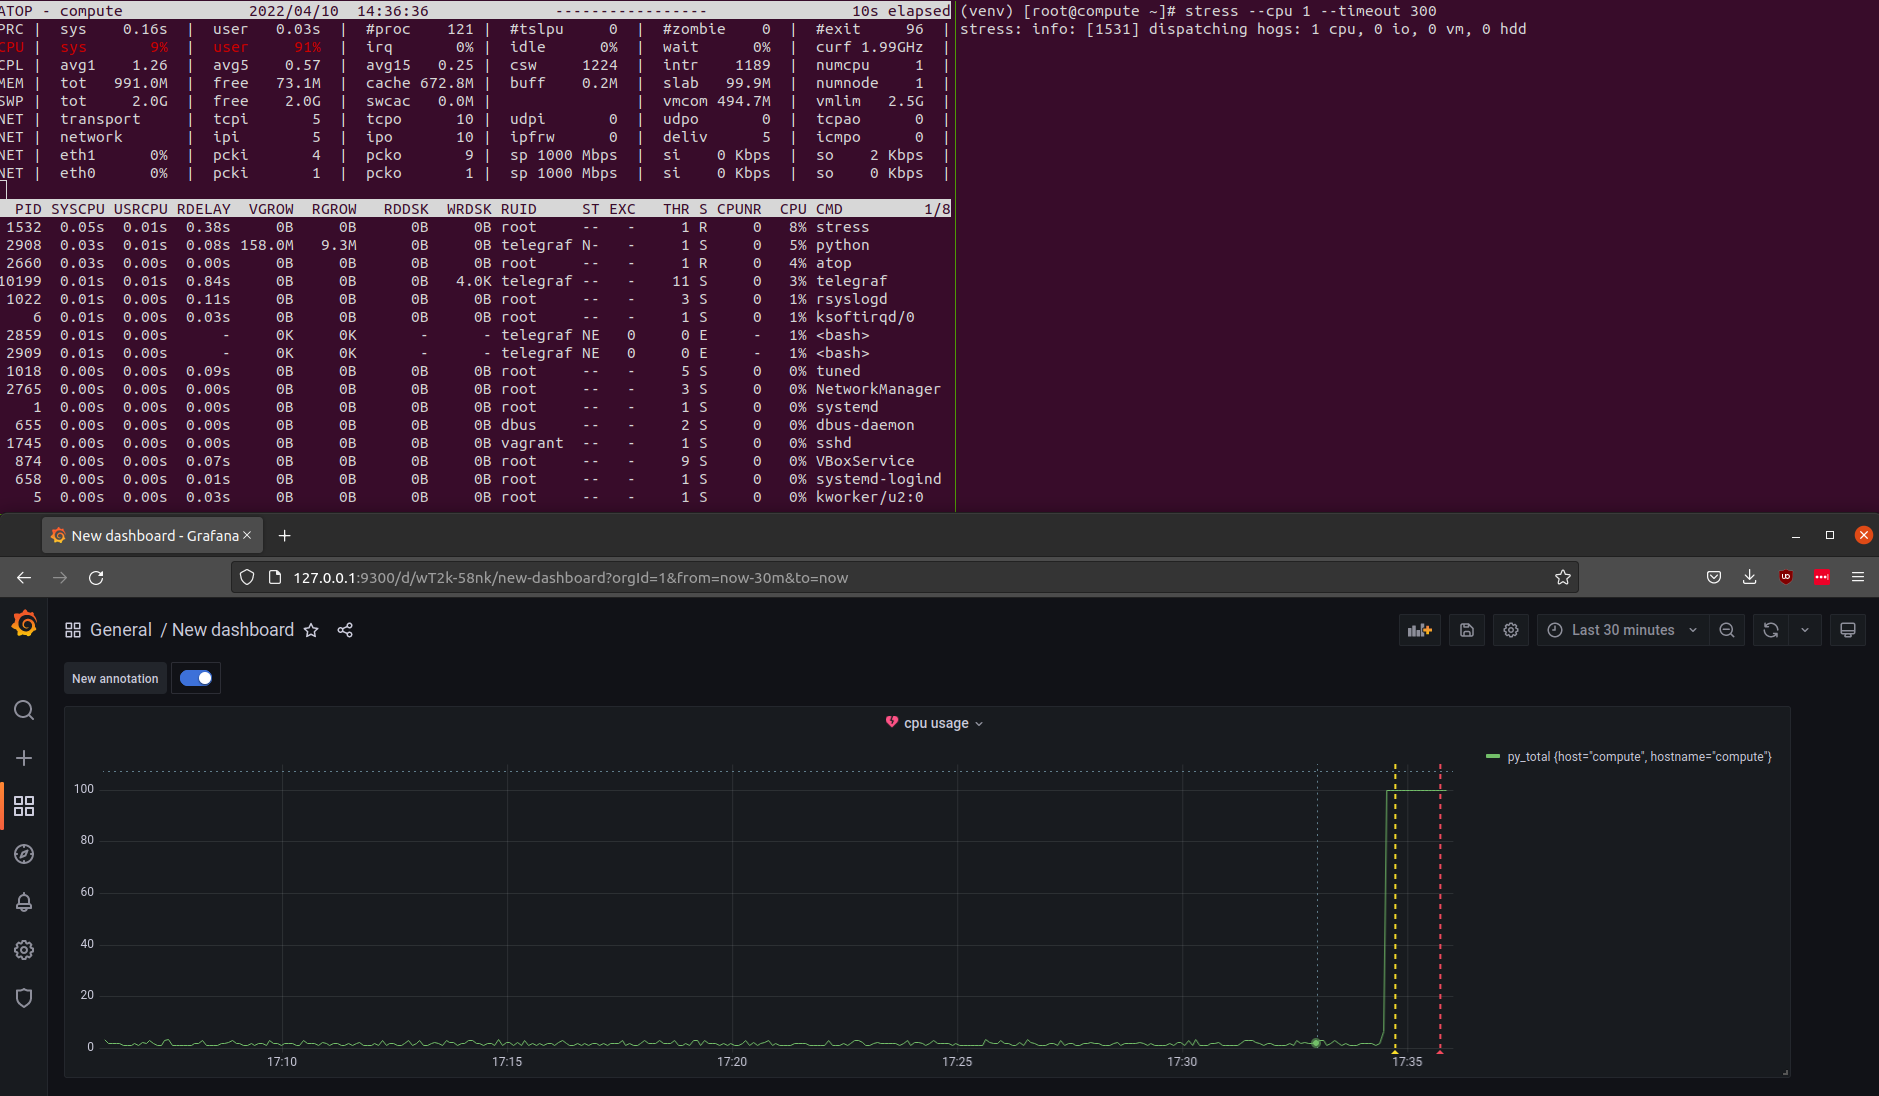 ATOP - compute 2022/04/10 14:36:36 ----------------- 10s elapsed
PRC | sys 0.16s | user 0.03s | #proc 121 | #tslpu 0 | #zombie 0 | #exit 96 |
CPU | sys 9% | user 91% | irq 0% | idle 0% | wait 0% | curf 1.99GHz |
CPL | avg1 1.26 | avg5 0.57 | avg15 0.25 | csw 1224 | intr 1189 | numcpu 1 |
MEM | tot 991.0M | free 73.1M | cache 672.8M | buff 0.2M | slab 99.9M | numnode 1 |
SWP | tot 2.0G | free 2.0G | swcac 0.0M | | vmcom 494.7M | vmlim 2.5G |
NET | transport | tcpi 5 | tcpo 10 | udpi 0 | udpo 0 | tcpao 0 |
NET | network | ipi 5 | ipo 10 | ipfrw 0 | deliv 5 | icmpo 0 |
NET | eth1 0% | pcki 4 | pcko 9 | sp 1000 Mbps | si 0 Kbps | so 2 Kbps |
NET | eth0 0% | pcki 1 | pcko 1 | sp 1000 Mbps | si 0 Kbps | so 0 Kbps |
PID SYSCPU USRCPU RDELAY VGROW RGROW RDDSK WRDSK RUID ST EXC THR S CPUNR CPU CMD 1/8
1532 0.05s 0.01s 0.38s 0B 0B 0B 0B root -- - 1 R 0 8% stress
2908 0.03s 0.01s 0.08s 158.0M 9.3M 0B 0B telegraf N- - 1 S 0 5% python
2660 0.03s 0.00s 0.00s 0B 0B 0B 0B root -- - 1 R 0 4% atop
10199 0.01s 0.01s 0.84s 0B 0B 0B 4.0K telegraf -- - 11 S 0 3% telegraf
1022 0.01s 0.00s 0.11s 0B 0B 0B 0B root -- - 3 S 0 1% rsyslogd
6 0.01s 0.00s 0.03s 0B 0B 0B 0B root -- - 1 S 0 1% ksoftirqd/0
2859 0.01s 0.00s - 0K 0K - - telegraf NE 0 0 E - 1% <bash>
2909 0.01s 0.00s - 0K 0K - - telegraf NE 0 0 E - 1% <bash>
1018 0.00s 0.00s 0.09s 0B 0B 0B 0B root -- - 5 S 0 0% tuned
2765 0.00s 0.00s 0.00s 0B 0B 0B 0B root -- - 3 S 0 0% NetworkManager
1 0.00s 0.00s 0.00s 0B 0B 0B 0B root -- - 1 S 0 0% systemd
655 0.00s 0.00s 0.00s 0B 0B 0B 0B dbus -- - 2 S 0 0% dbus-daemon
1745 0.00s 0.00s 0.00s 0B 0B 0B 0B vagrant -- - 1 S 0 0% sshd
874 0.00s 0.00s 0.07s 0B 0B 0B 0B root -- - 9 S 0 0% VBoxService
658 0.00s 0.00s 0.01s 0B 0B 0B 0B root -- - 1 S 0 0% systemd-logind
5 0.00s 0.00s 0.03s 0B 0B 0B 0B root -- - 1 S 0 0% kworker/u2:0
(venv) [root@compute ~]# stress --cpu 1 --timeout 300
stress: info: [1531] dispatching hogs: 1 cpu, 0 io, 0 vm, 0 hdd
New dashboard - Grafana
127.0.0.1:9300/d/wT2k-58nk/new-dashboard?orgId=1&from=now-30m&to=now
General / New dashboard
Last 30 minutes
New annotation
cpu usage
py_total {host="compute", hostname="compute"}
100
80
60
40
20
0
17:10 17:15 17:20 17:25 17:30 17:35